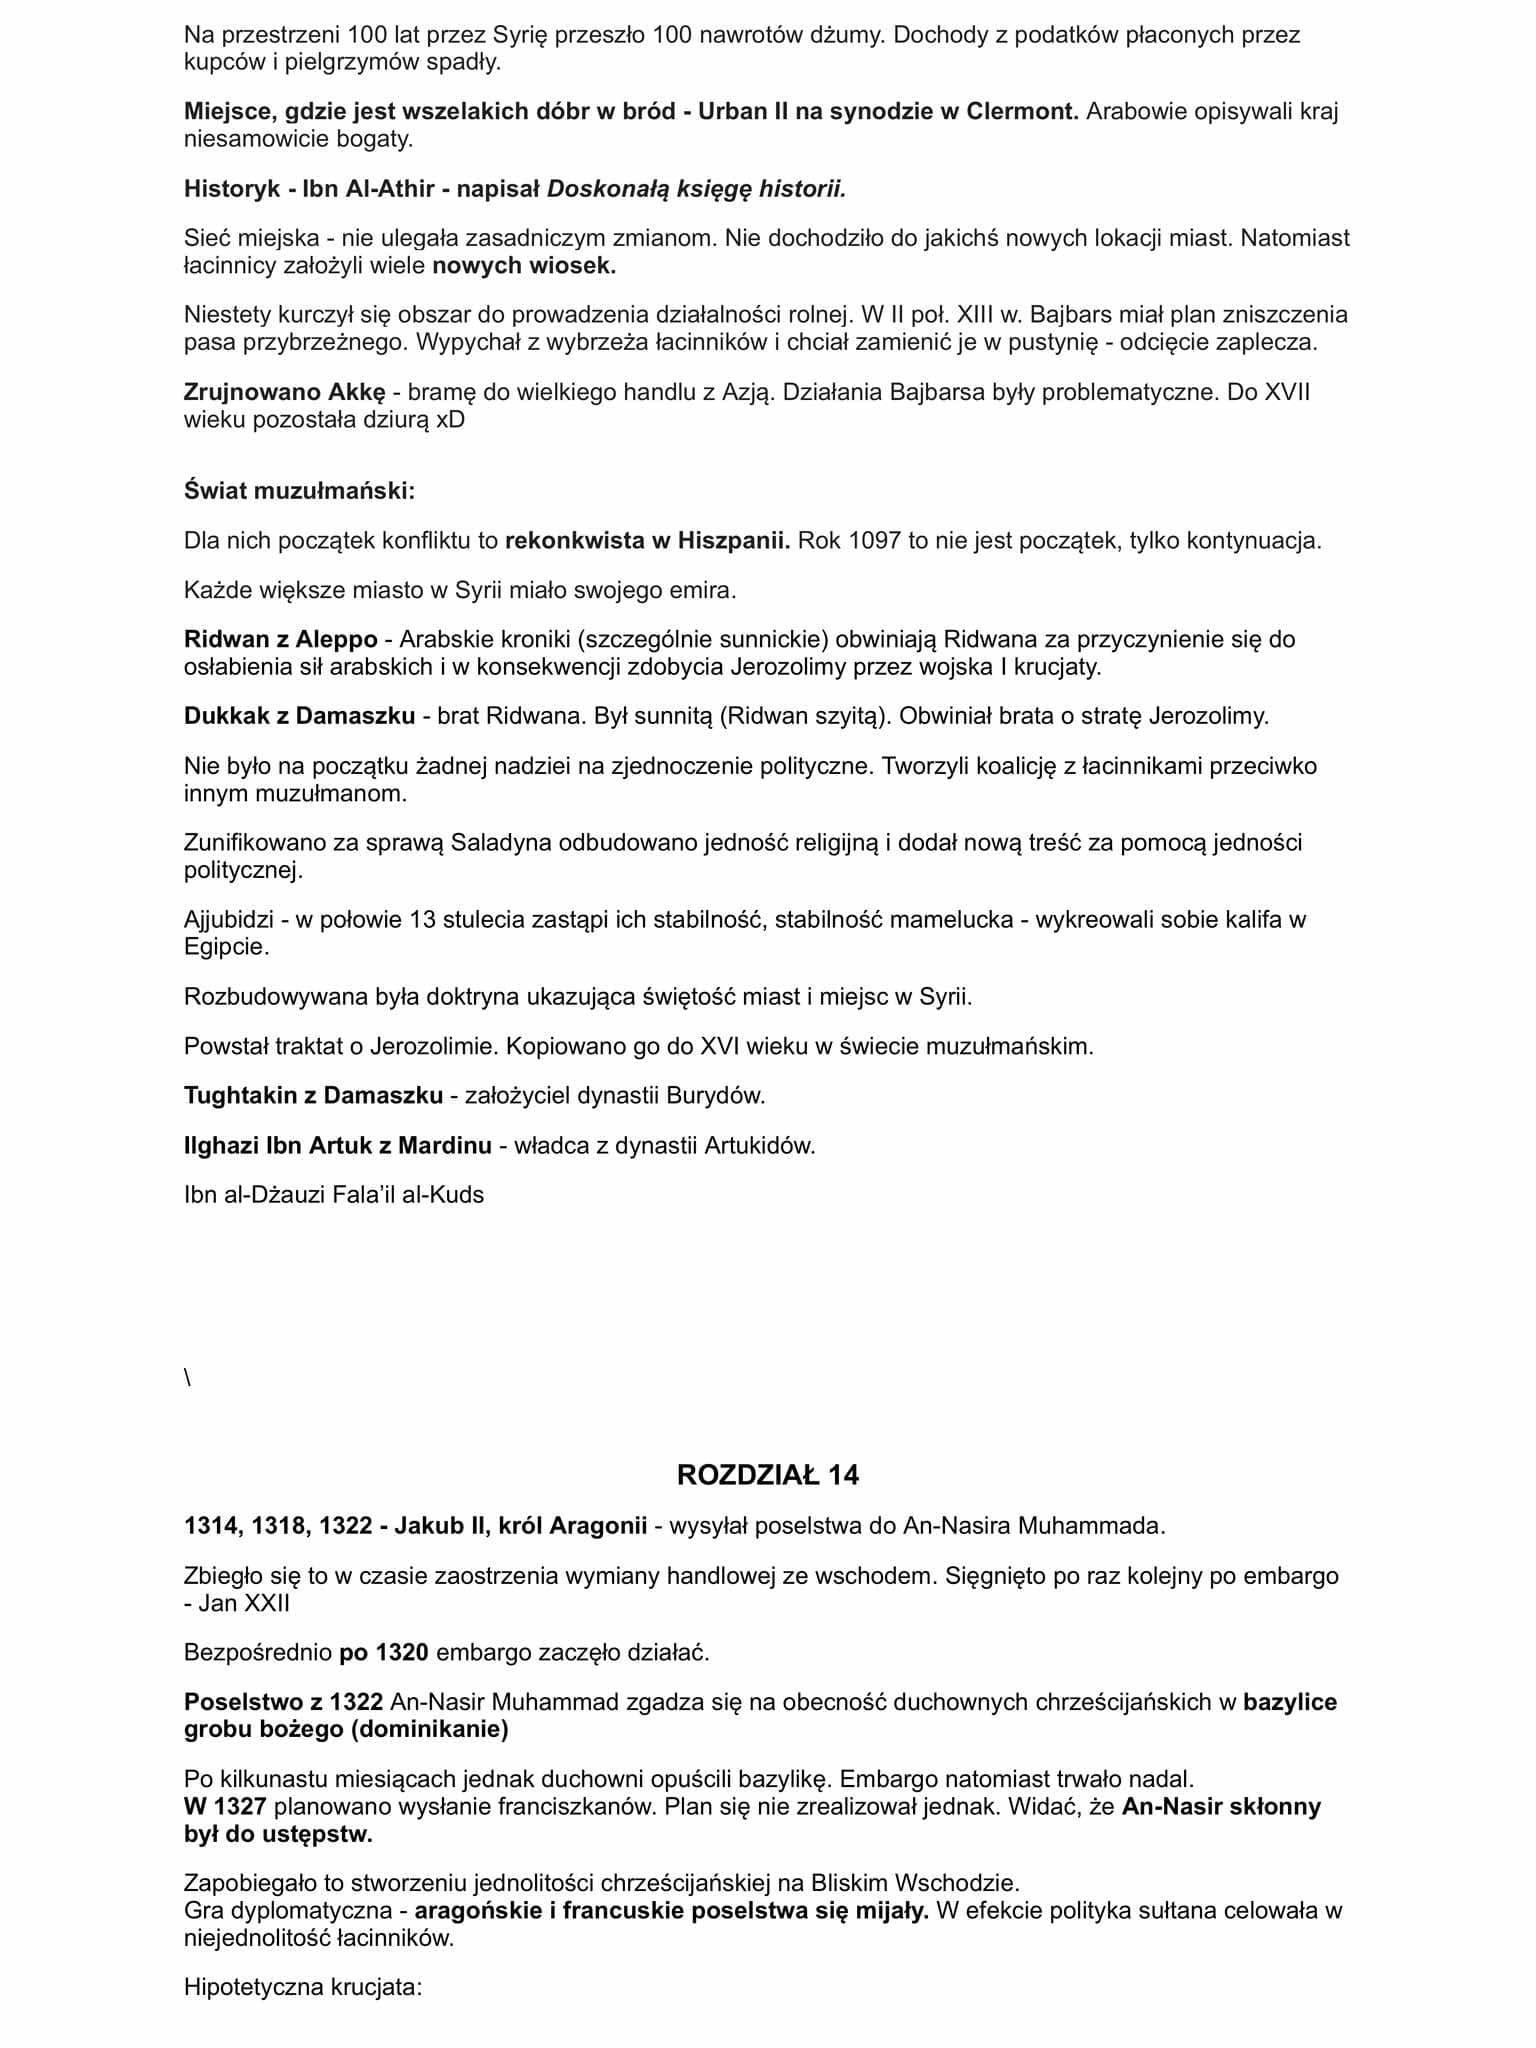 Na przestrzeni 100 lat przez Syrię przeszło 100 nawrotów dżumy. Dochody z podatków płaconych przez
kupców i pielgrzymów spadły.
Miejsce, gdzie jest wszelakich dóbr w bród - Urban II na synodzie w Clermont. Arabowie opisywali kraj
niesamowicie bogaty.
Historyk - Ibn Al-Athir - napisał Doskonałą księgę historii.
Sieć miejska - nie ulegała zasadniczym zmianom. Nie dochodziło do jakichś nowych lokacji miast. Natomiast
łacinnicy założyli wiele nowych wiosek.
Niestety kurczył się obszar do prowadzenia działalności rolnej. W II poł. XIII w. Bajbars miał plan zniszczenia
pasa przybrzeżnego. Wypychał z wybrzeża łacinników i chciał zamienić je w pustynię - odcięcie zaplecza.
Zrujnowano Akkę - bramę do wielkiego handlu z Azją. Działania Bajbarsa były problematyczne. Do XVII
wieku pozostała dziurą xD
Świat muzułmański:
Dla nich początek konfliktu to rekonkwista w Hiszpanii. Rok 1097 to nie jest początek, tylko kontynuacja.
Każde większe miasto w Syrii miało swojego emira.
Ridwan z Aleppo - Arabskie kroniki (szczególnie sunnickie) obwiniają Ridwana za przyczynienie się do
osłabienia sił arabskich i w konsekwencji zdobycia Jerozolimy przez wojska I krucjaty.
Dukkak z Damaszku - brat Ridwana. Był sunnitą (Ridwan szyitą). Obwiniał brata o stratę Jerozolimy.
Nie było na początku żadnej nadziei na zjednoczenie polityczne. Tworzyli koalicję z łacinnikami przeciwko
innym muzułmanom.
Zunifikowano za sprawą Saladyna odbudowano jedność religijną i dodał nową treść za pomocą jedności
politycznej.
Ajjubidzi - w połowie 13 stulecia zastąpi ich stabilność, stabilność mamelucka - wykreowali sobie kalifa w
Egipcie.
Rozbudowywana była doktryna ukazująca świętość miast i miejsc w Syrii.
Powstał traktat o Jerozolimie. Kopiowano go do XVI wieku w świecie muzułmańskim.
Tughtakin z Damaszku - założyciel dynastii Burydów.
Ilghazi Ibn Artuk z Mardinu - władca z dynastii Artukidów.
Ibn al-Dżauzi Fala’il al-Kuds
\
ROZDZIAŁ 14
1314, 1318, 1322 - Jakub II, król Aragonii - wysyłał poselstwa do An-Nasira Muhammada.
Zbiegło się to w czasie zaostrzenia wymiany handlowej ze wschodem. Sięgnięto po raz kolejny po embargo
- Jan XXII
Bezpośrednio po 1320 embargo zaczęło działać.
Poselstwo z 1322 An-Nasir Muhammad zgadza się na obecność duchownych chrześcijańskich w bazylice
grobu bożego (dominikanie)
Po kilkunastu miesiącach jednak duchowni opuścili bazylikę. Embargo natomiast trwało nadal.
W 1327 planowano wysłanie franciszkanów. Plan się nie zrealizował jednak. Widać, że An-Nasir skłonny
był do ustępstw.
Zapobiegało to stworzeniu jednolitości chrześcijańskiej na Bliskim Wschodzie.
Gra dyplomatyczna - aragońskie i francuskie poselstwa się mijały. W efekcie polityka sułtana celowała w
niejednolitość łacinników.
Hipotetyczna krucjata: